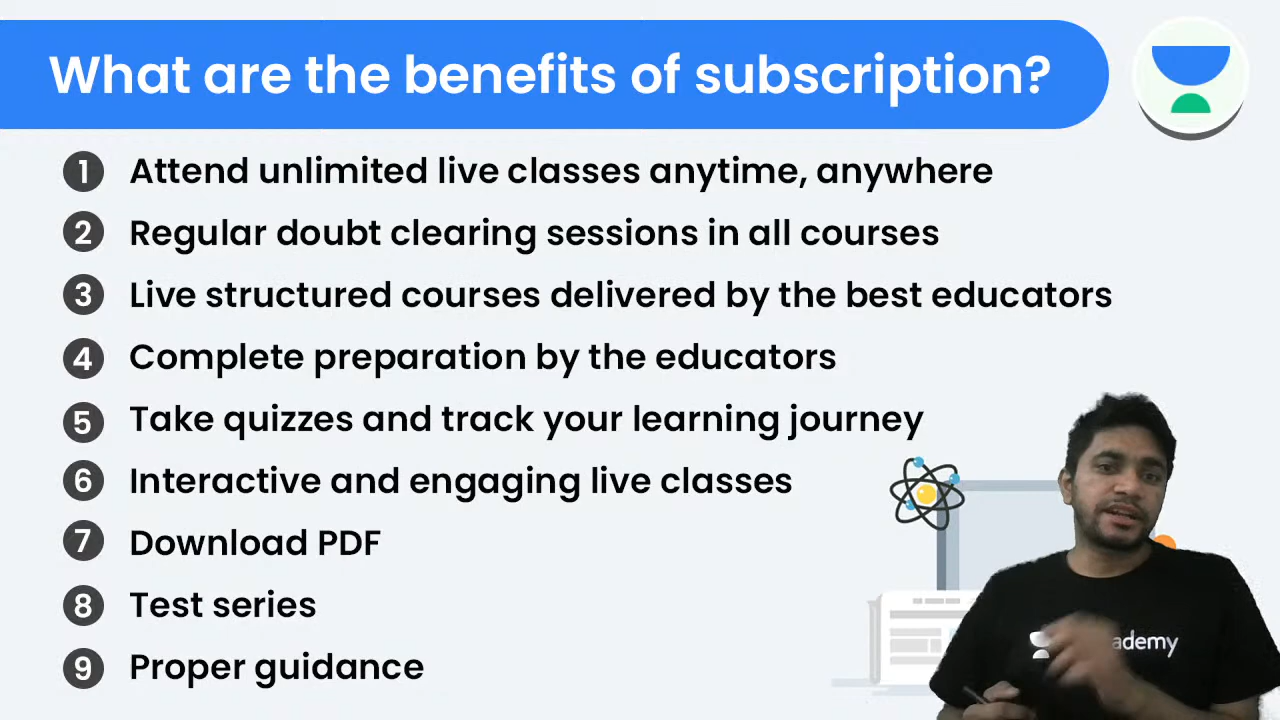 What are the benefits of subscription?
1 Attend unlimited live classes anytime, anywhere
2 Regular doubt clearing sessions in all courses
3 Live structured courses delivered by the best educators
4 Complete preparation by the educators
5 Take quizzes and track your learning journey
6 Interactive and engaging live classes
7 Download PDF
8 Test series
9 Proper guidance
ademy